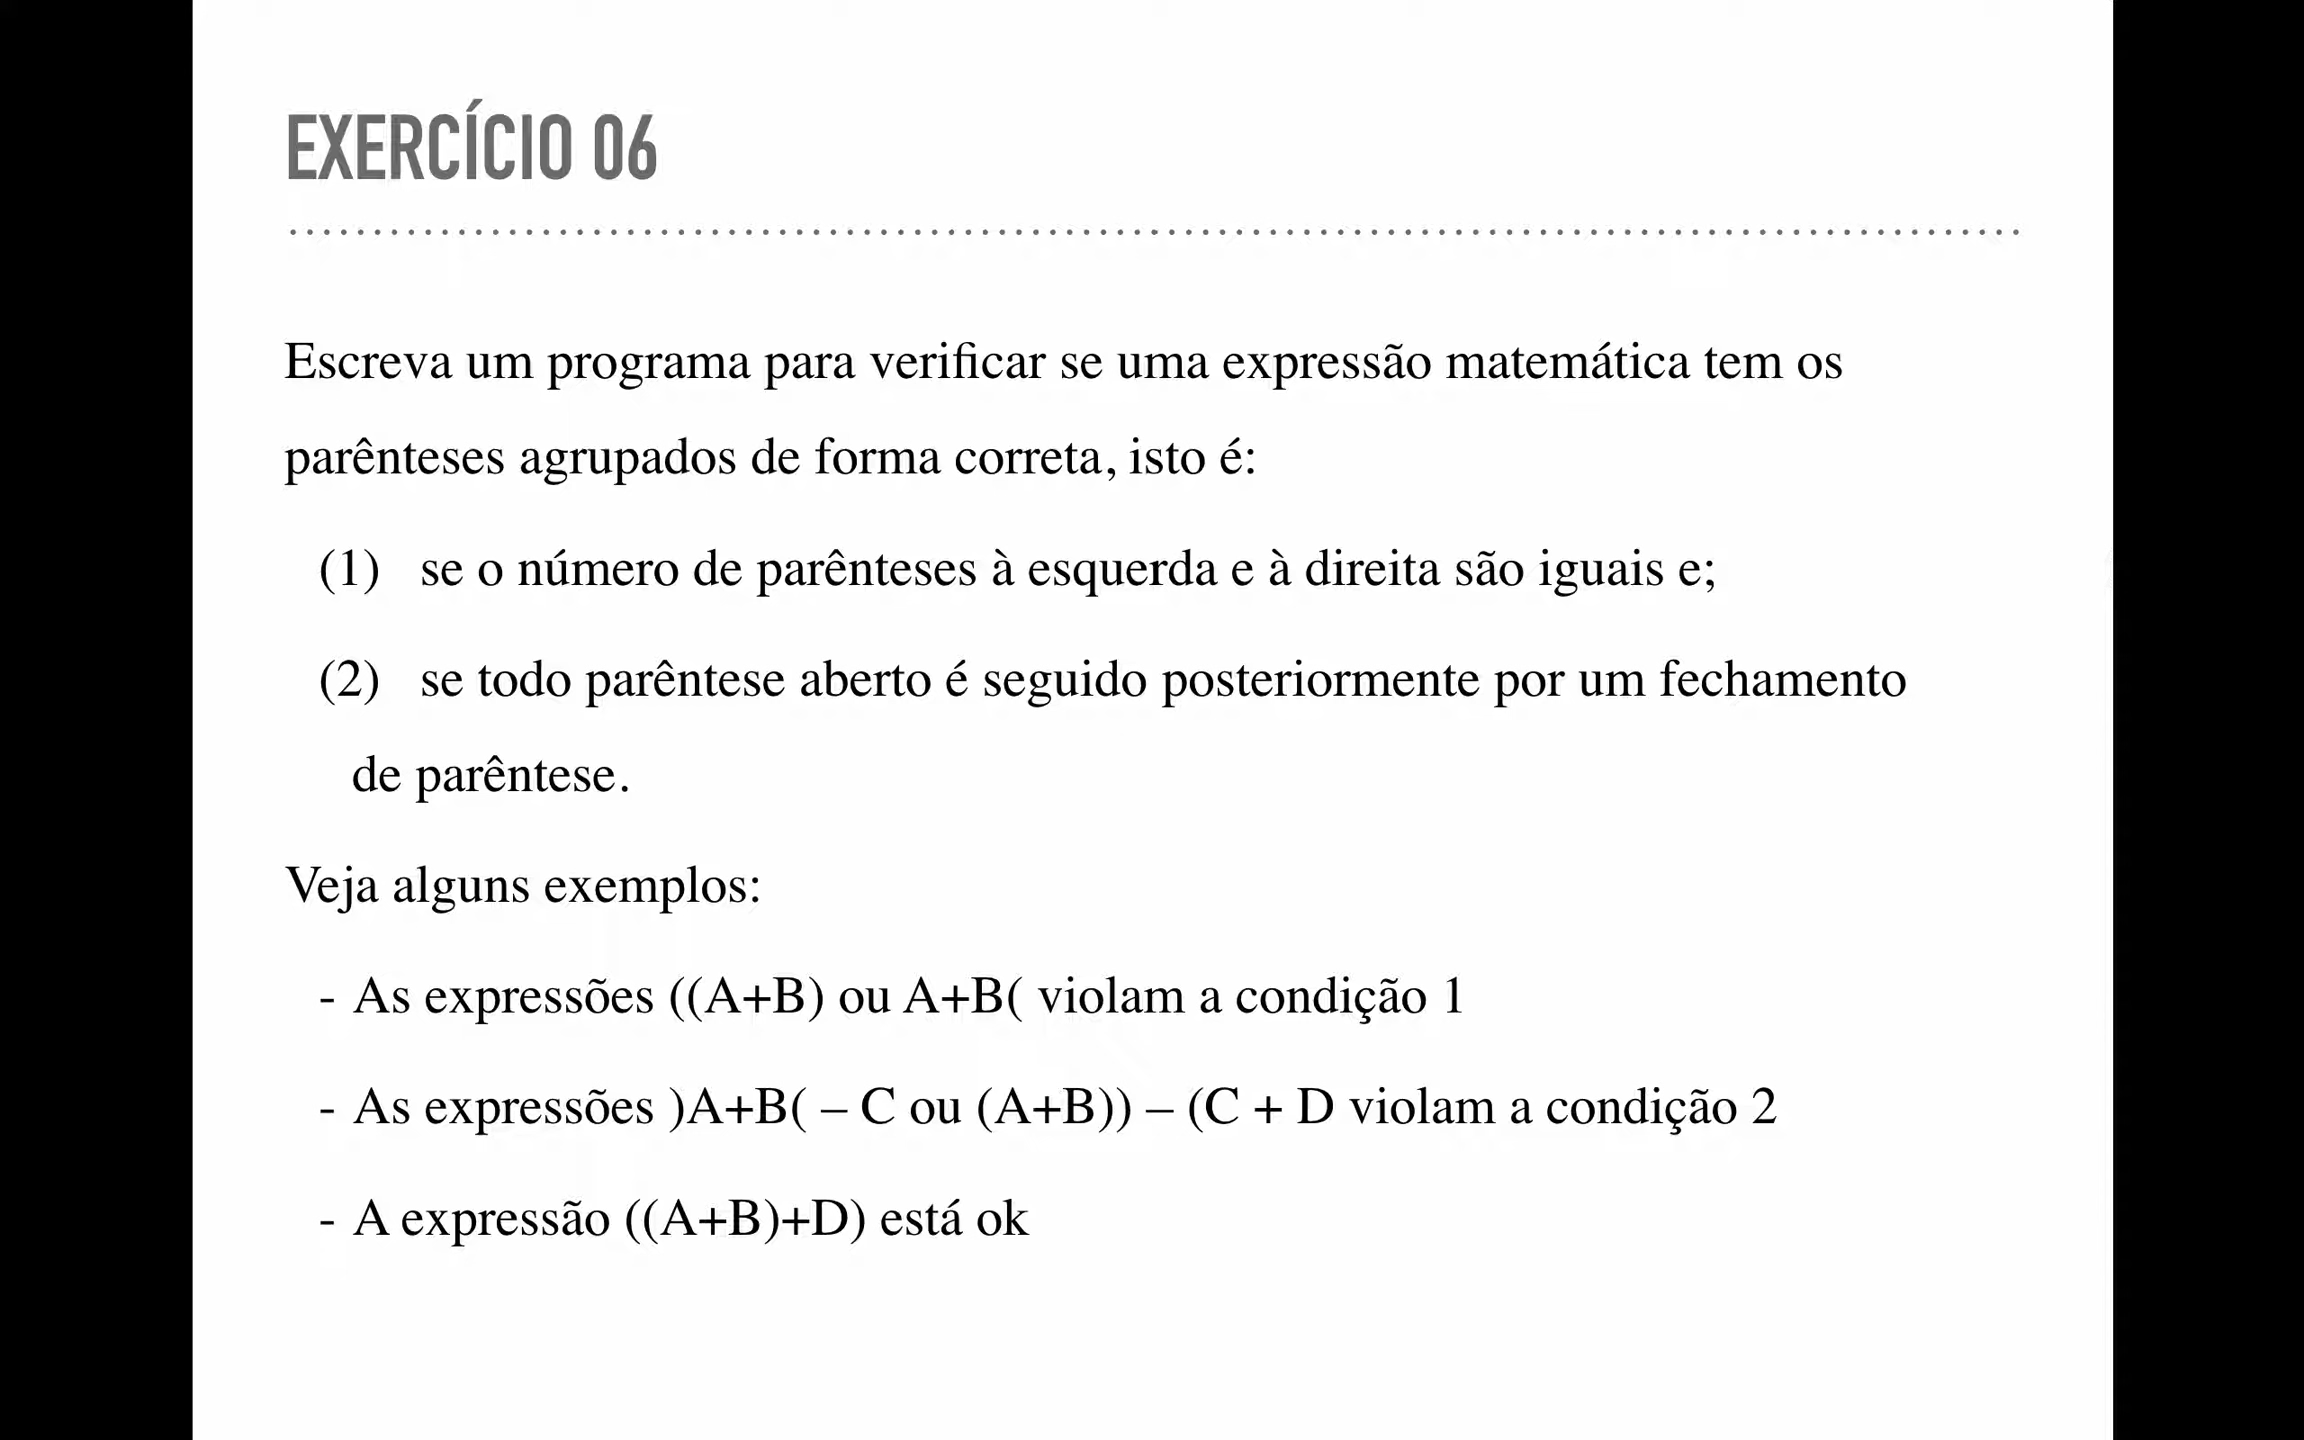 EXERCÍCIO 06
Escreva um programa para verificar se uma expressão matemática tem os
parênteses agrupados de forma correta, isto é:
(1) se o número de parênteses à esquerda e à direita são iguais e;
(2) se todo parêntese aberto é seguido posteriormente por um fechamento
de parêntese.
Veja alguns exemplos:
- As expressões ((A+B) ou A+B( violam a condição 1
- As expressões )A+B( – C ou (A+B)) – (C + D violam a condição 2
- A expressão ((A+B)+D) está ok